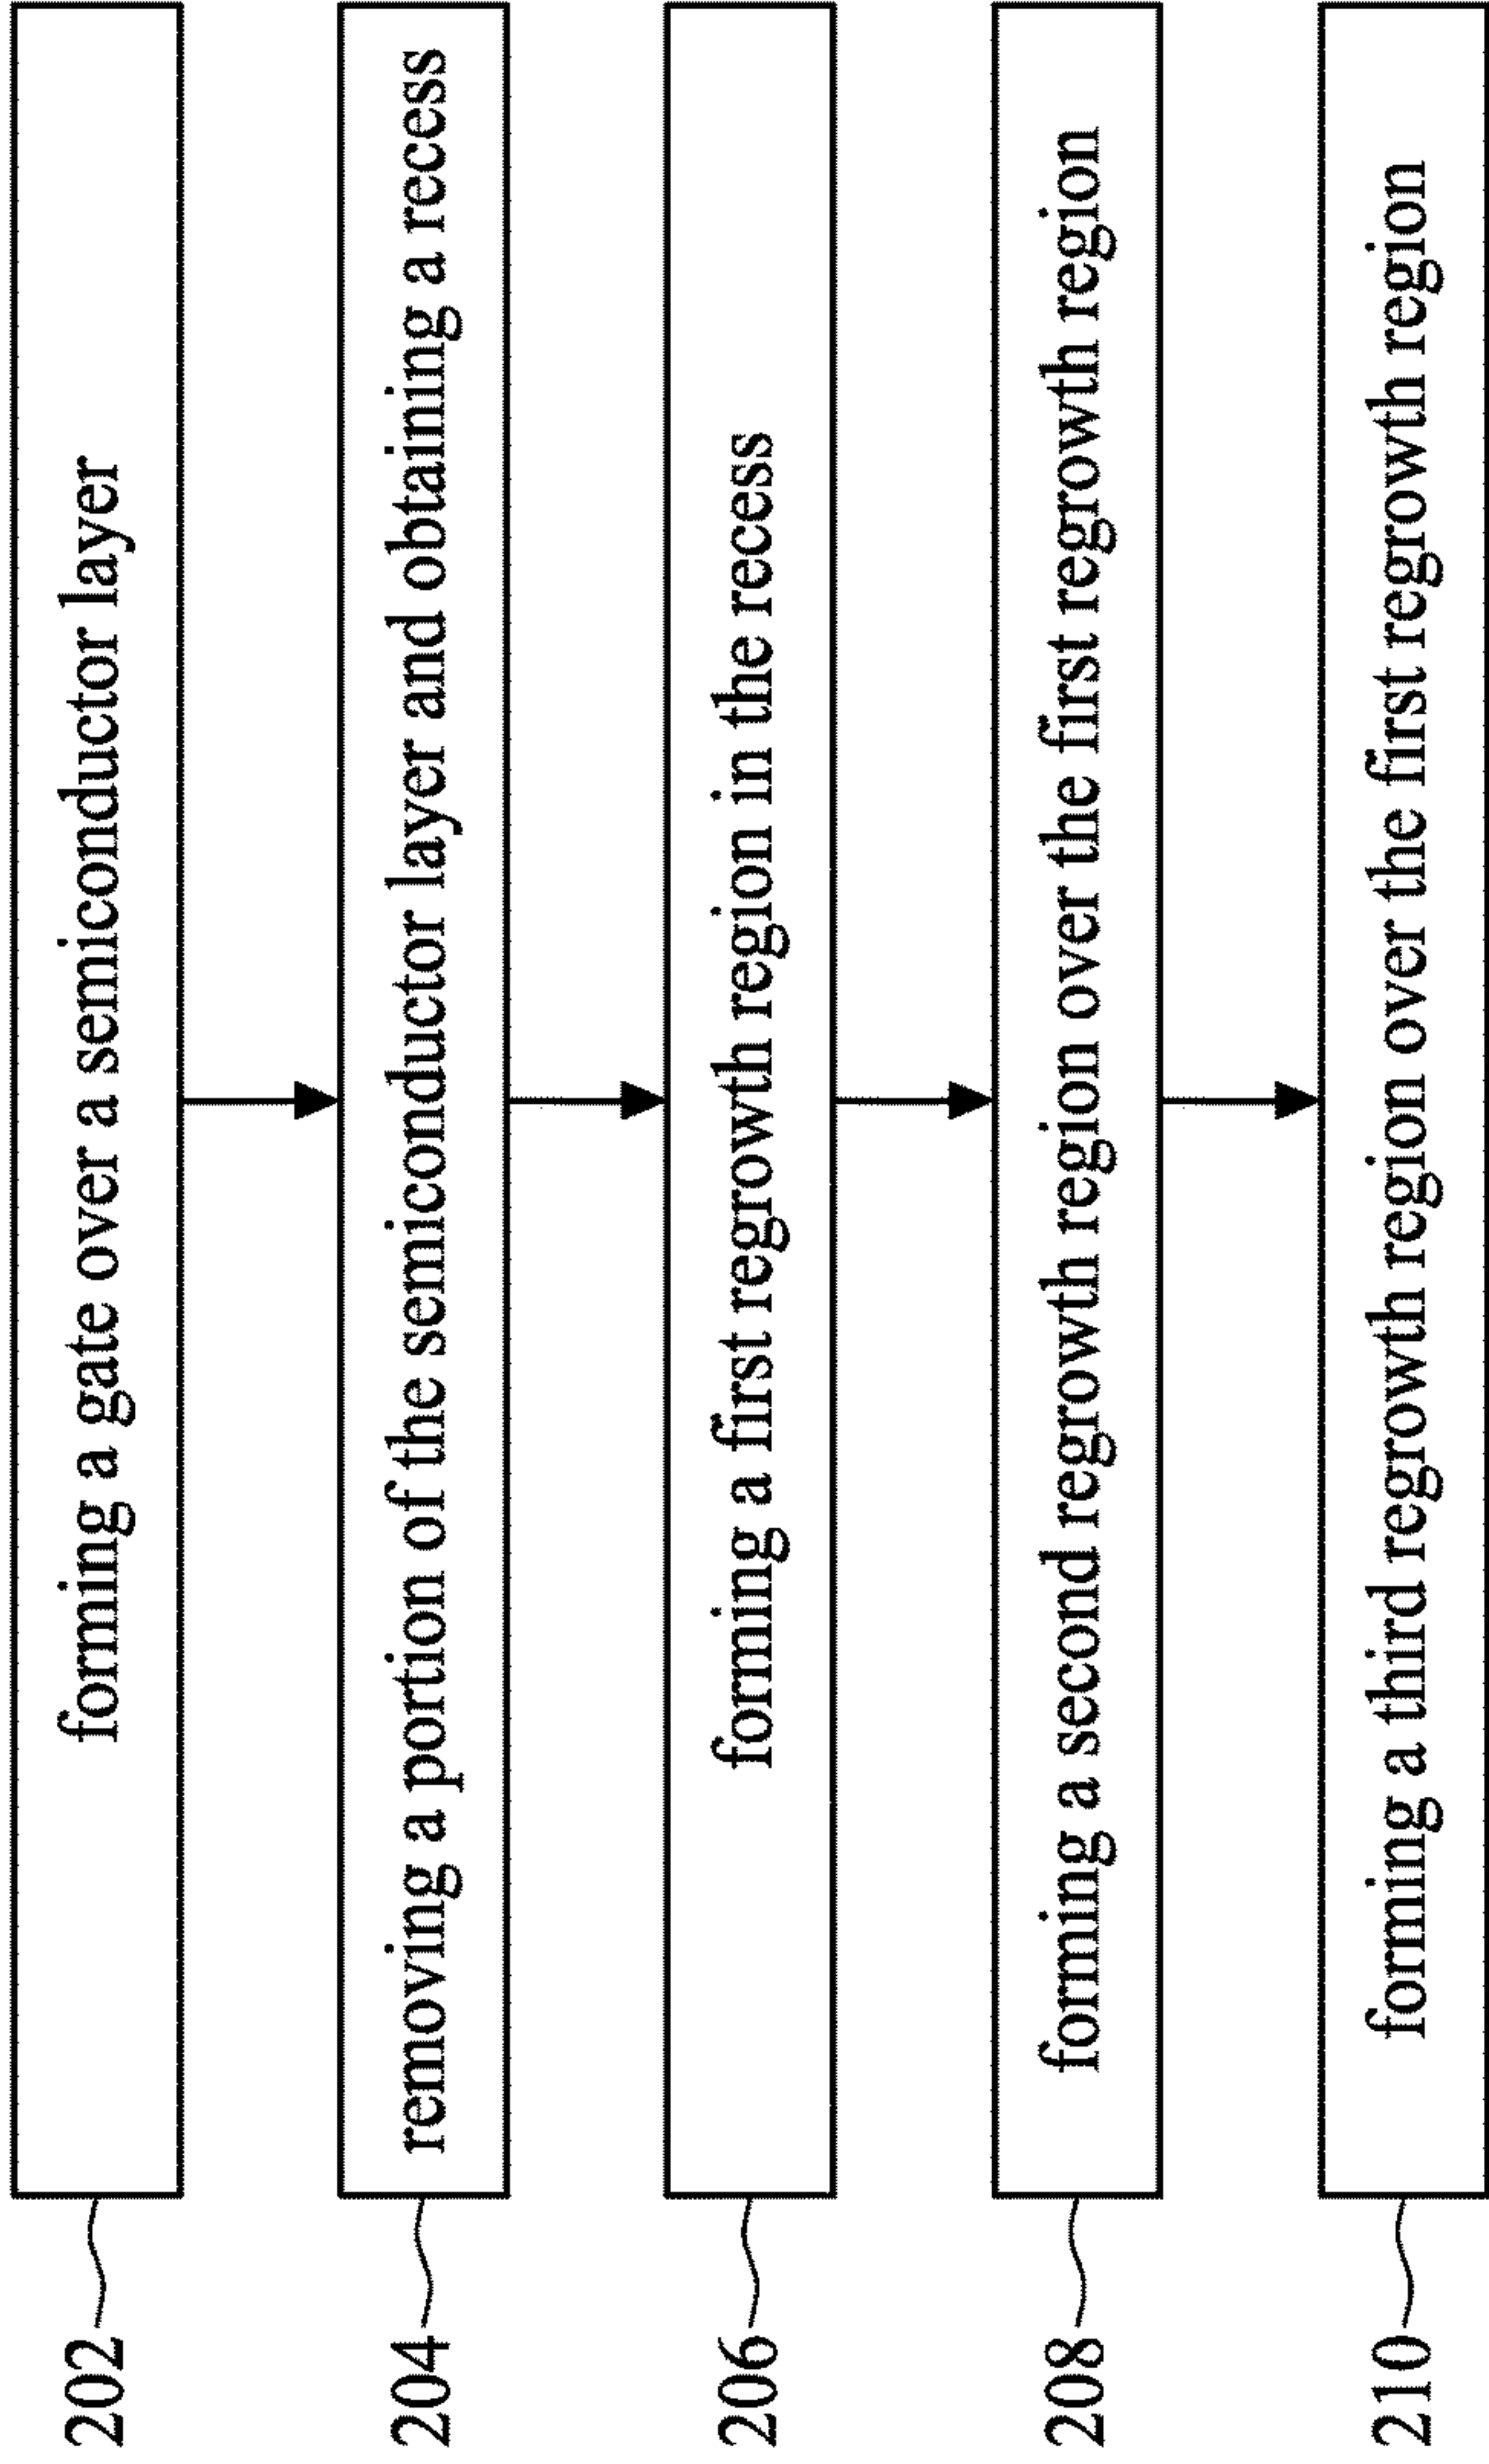 202 forming a gate over a semiconductor layer
204 removing a portion of the semiconductor layer and obtaining a recess
206 forming a first regrowth region in the recess
208 forming a second regrowth region over the first regrowth region
210 forming a third regrowth region over the first regrowth region